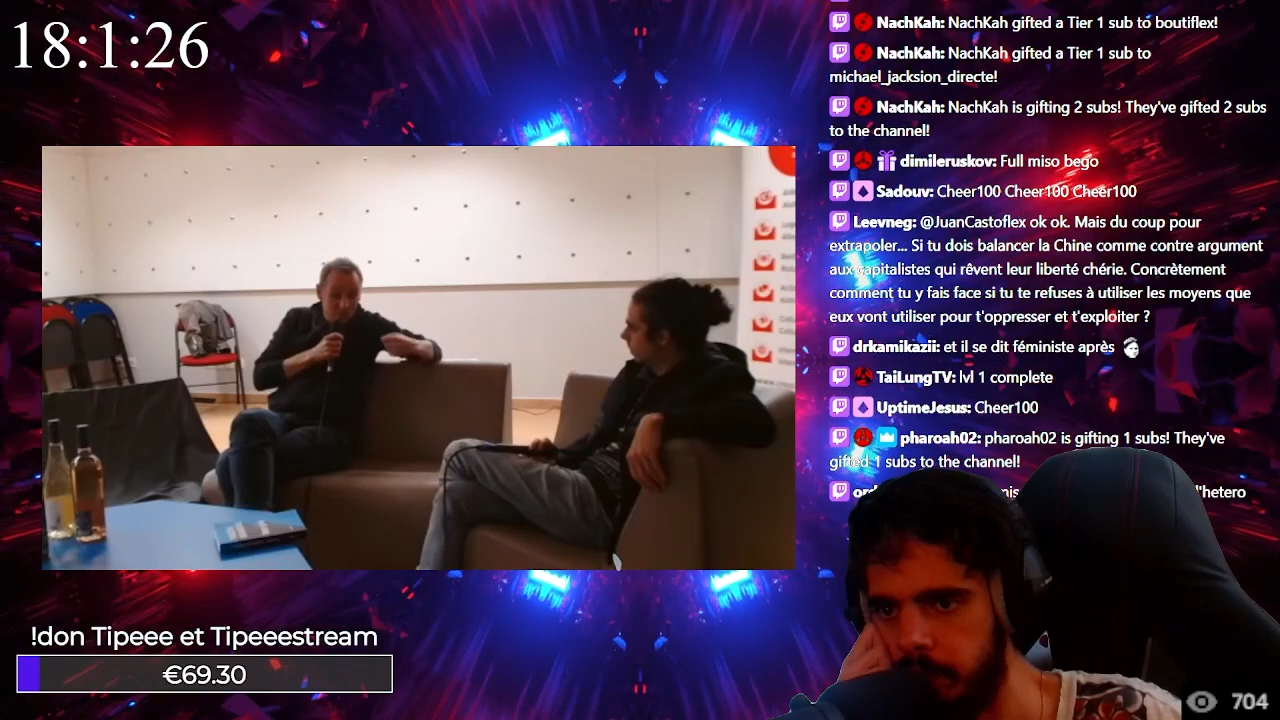 18:1:26
NachKah: NachKah gifted a Tier 1 sub to boutiflex!
NachKah: NachKah gifted a Tier 1 sub to
michael_jacksion_directe!
NachKah: NachKah is gifting 2 subs! They've gifted 2 subs
to the channel!
dimileruskov: Full miso bego
Sadouv: Cheer100 Cheer100 Cheer100
Leevneg: @JuanCastoflex ok ok. Mais du coup pour
extrapoler... Si tu dois balancer la Chine comme contre argument
aux capitalistes qui rêvent leur liberté chérie. Concrètement
comment tu y fais face si tu te refuses à utiliser les moyens que
eux vont utiliser pour t'oppresser et t'exploiter ?
drkamikazii: et il se dit féministe après
TaiLungTV: lvl 1 complete
UptimeJesus: Cheer100
pharoah02: pharoah02 is gifting 1 subs! They've
gifted 1 subs to the channel!
!don Tipeee et Tipeeestream
€69.30
704